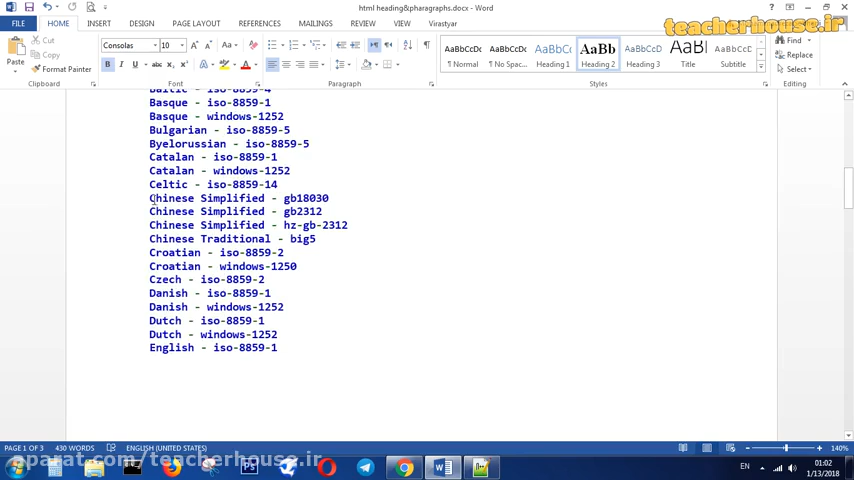 html heading&paragraphs.docx - Word
teacherhouse.ir
FILE HOME INSERT DESIGN PAGE LAYOUT REFERENCES MAILINGS REVIEW VIEW Virastyar
Paste Cut
Copy
Format Painter
Consolas 10
B I U
AaBbCcDc AaBbCcDc AaBbCc AaBb AaBbCc AaBl AaBbCcD
¶ Normal ¶ No Spac... Heading 1 Heading 2 Heading 3 Title Subtitle
Find
Replace
Select
Clipboard Font Paragraph Styles Editing
Baltic - iso-8859-4
Basque - iso-8859-1
Basque - windows-1252
Bulgarian - iso-8859-5
Byelorussian - iso-8859-5
Catalan - iso-8859-1
Catalan - windows-1252
Celtic - iso-8859-14
Chinese Simplified - gb18030
Chinese Simplified - gb2312
Chinese Simplified - hz-gb-2312
Chinese Traditional - big5
Croatian - iso-8859-2
Croatian - windows-1250
Czech - iso-8859-2
Danish - iso-8859-1
Danish - windows-1252
Dutch - iso-8859-1
Dutch - windows-1252
English - iso-8859-1
PAGE 1 OF 3 430 WORDS ENGLISH (UNITED STATES) 140%
aparat.com/teacherhouse.ir
EN 01:02
1/13/2018